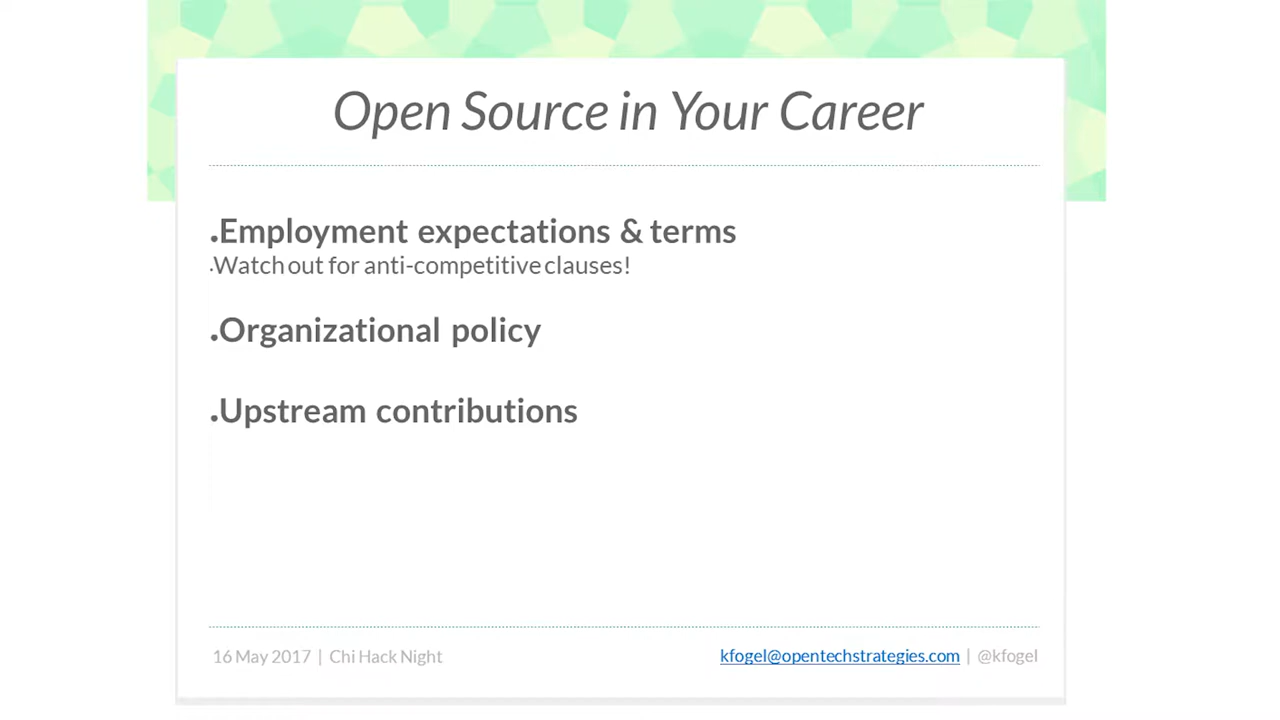 Open Source in Your Career
.Employment expectations & terms
.Watch out for anti-competitive clauses!
.Organizational policy
.Upstream contributions
16 May 2017 | Chi Hack Night
kfogel@opentechstrategies.com | @kfogel